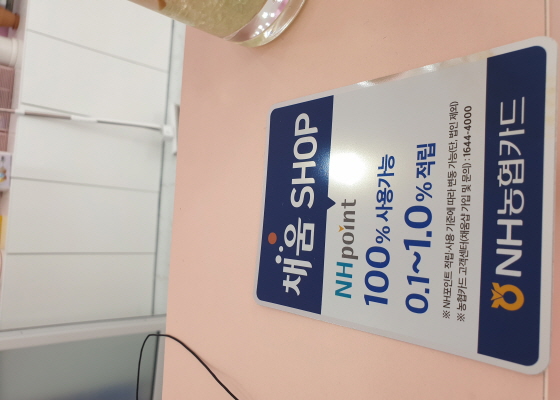 채움 SHOP
NHpoint
100% 사용가능
0.1~1.0% 적립
※ NH포인트 적립·사용 기준에 따라 변동 가능(단, 법인 제외)
※ 농협카드 고객센터(채움샵 가입 및 문의) : 1644-4000
NH농협카드